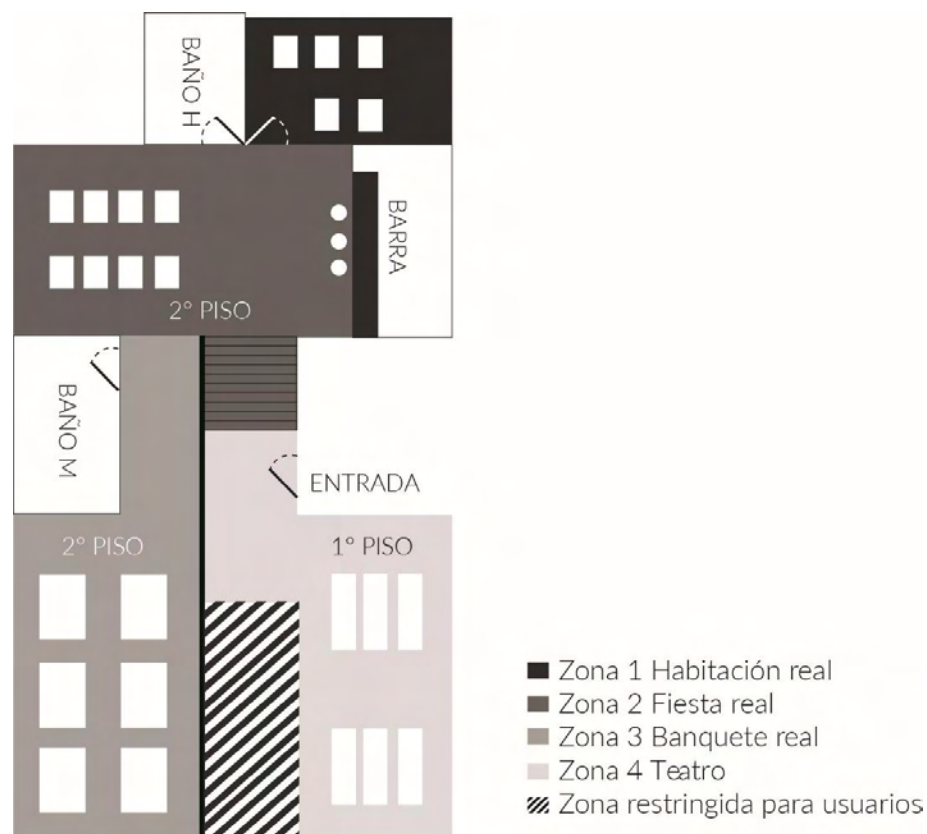 BAÑO H
BARRA
2° PISO
BAÑO M
ENTRADA
2° PISO
1° PISO
Zona 1 Habitación real
Zona 2 Fiesta real
Zona 3 Banquete real
Zona 4 Teatro
Zona restringida para usuarios